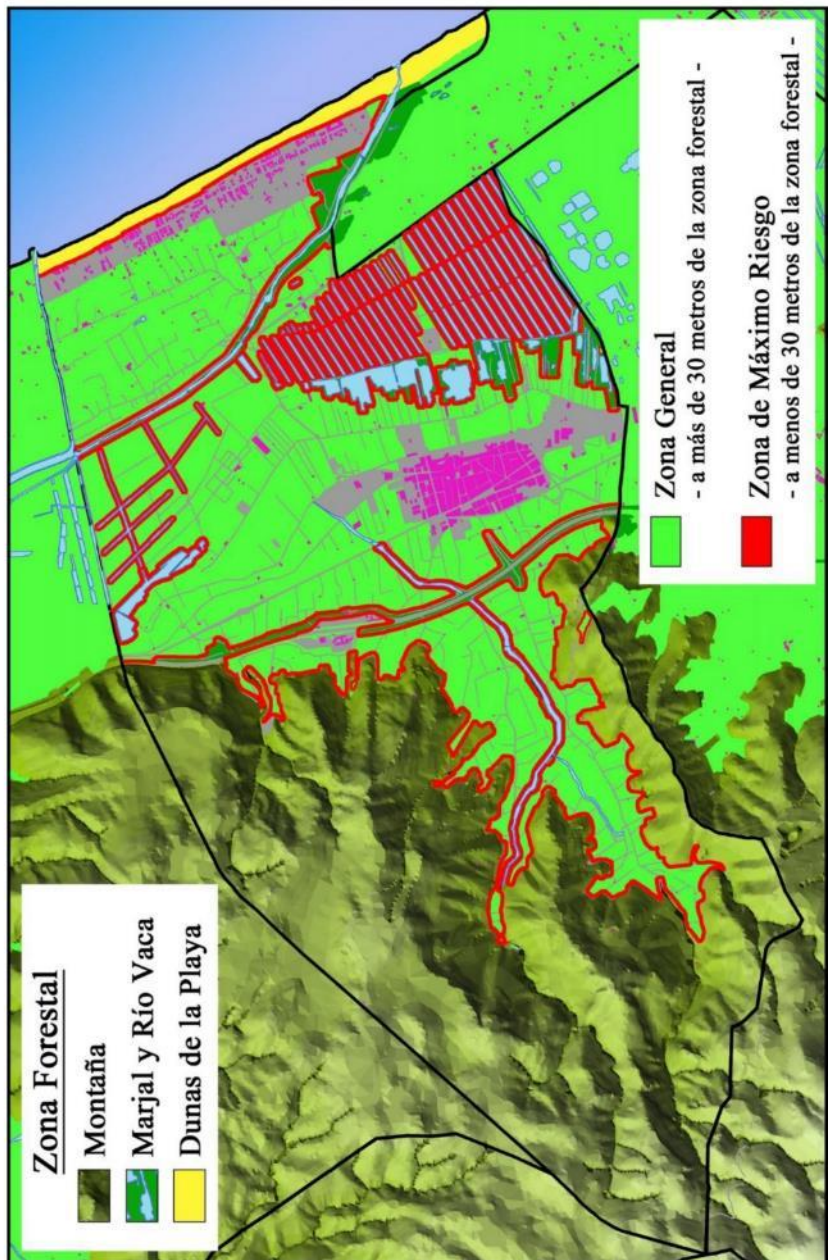 Zona Forestal
Montaña
Marjal y Río Vaca
Dunas de la Playa
Zona General
- a más de 30 metros de la zona forestal -
Zona de Máximo Riesgo
- a menos de 30 metros de la zona forestal -